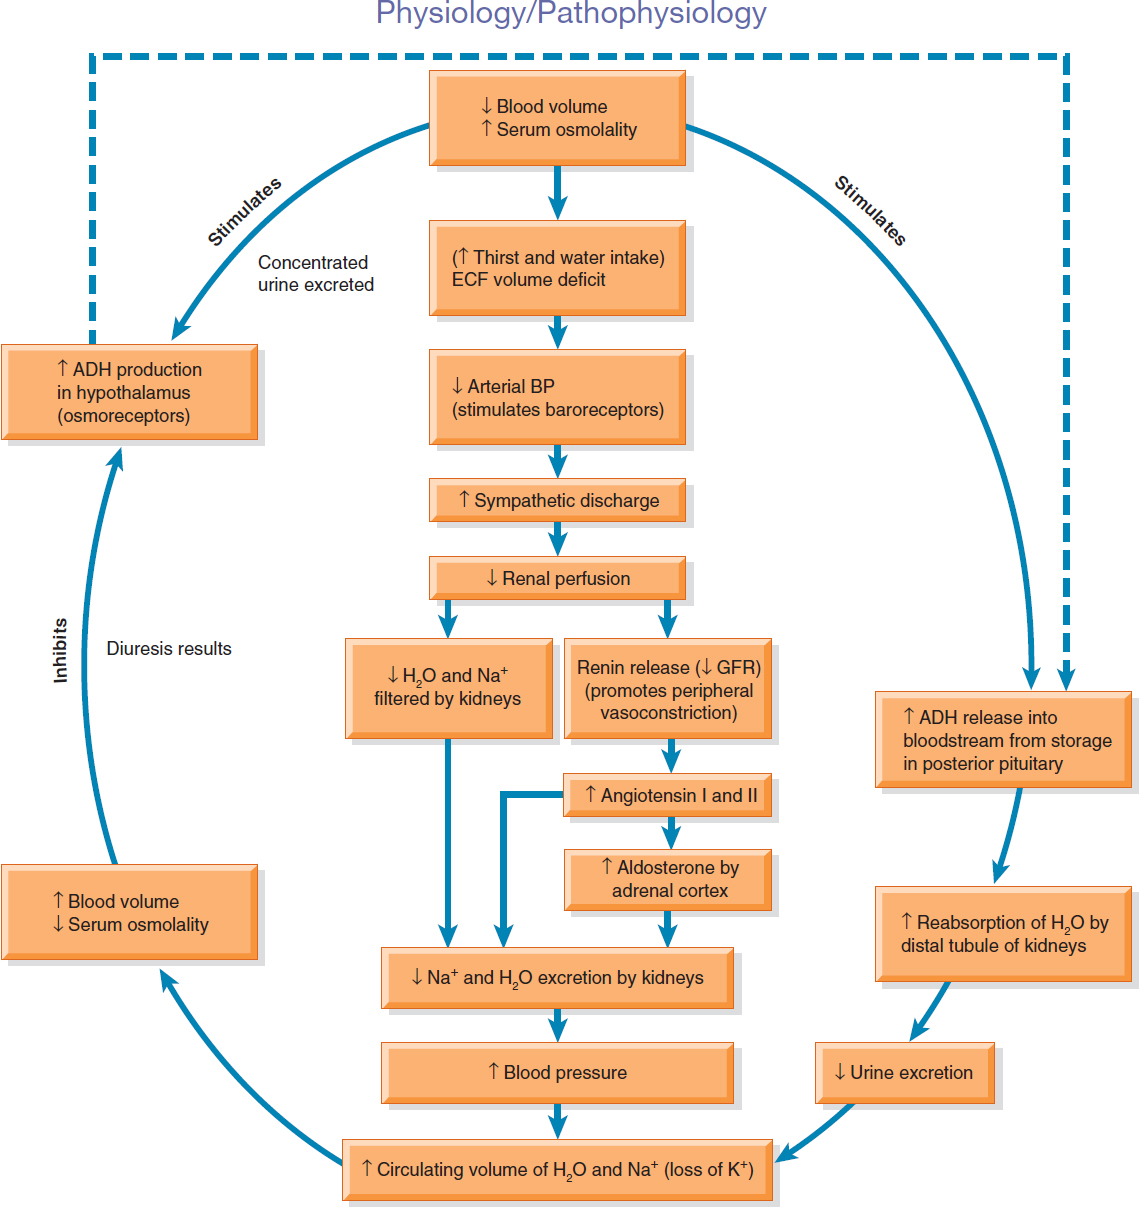 Physiology/Pathophysiology
↓ Blood volume
↑ Serum osmolality
Stimulates
Stimulates
Concentrated
urine excreted
(↑ Thirst and water intake)
ECF volume deficit
↑ ADH production
in hypothalamus
(osmoreceptors)
↓ Arterial BP
(stimulates baroreceptors)
↑ Sympathetic discharge
↓ Renal perfusion
Inhibits
Diuresis results
↓ H₂O and Na⁺
filtered by kidneys
Renin release (↓ GFR)
(promotes peripheral
vasoconstriction)
↑ ADH release into
bloodstream from storage
in posterior pituitary
↑ Angiotensin I and II
↑ Aldosterone by
adrenal cortex
↑ Blood volume
↓ Serum osmolality
↑ Reabsorption of H₂O by
distal tubule of kidneys
↓ Na⁺ and H₂O excretion by kidneys
↑ Blood pressure
↓ Urine excretion
↑ Circulating volume of H₂O and Na⁺ (loss of K⁺)